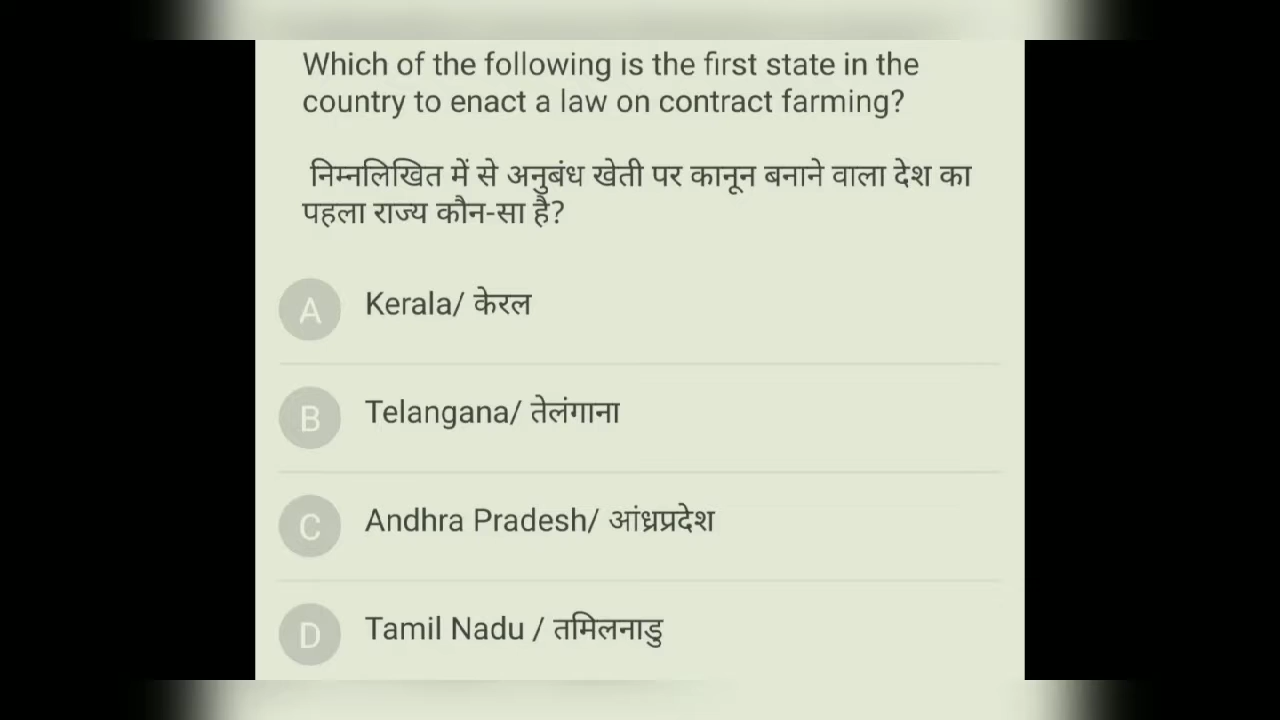 Which of the following is the first state in the
country to enact a law on contract farming?
निम्नलिखित में से अनुबंध खेती पर कानून बनाने वाला देश का
पहला राज्य कौन-सा है?
A Kerala/ केरल
B Telangana/ तेलंगाना
C Andhra Pradesh/ आंध्रप्रदेश
D Tamil Nadu / तमिलनाडु